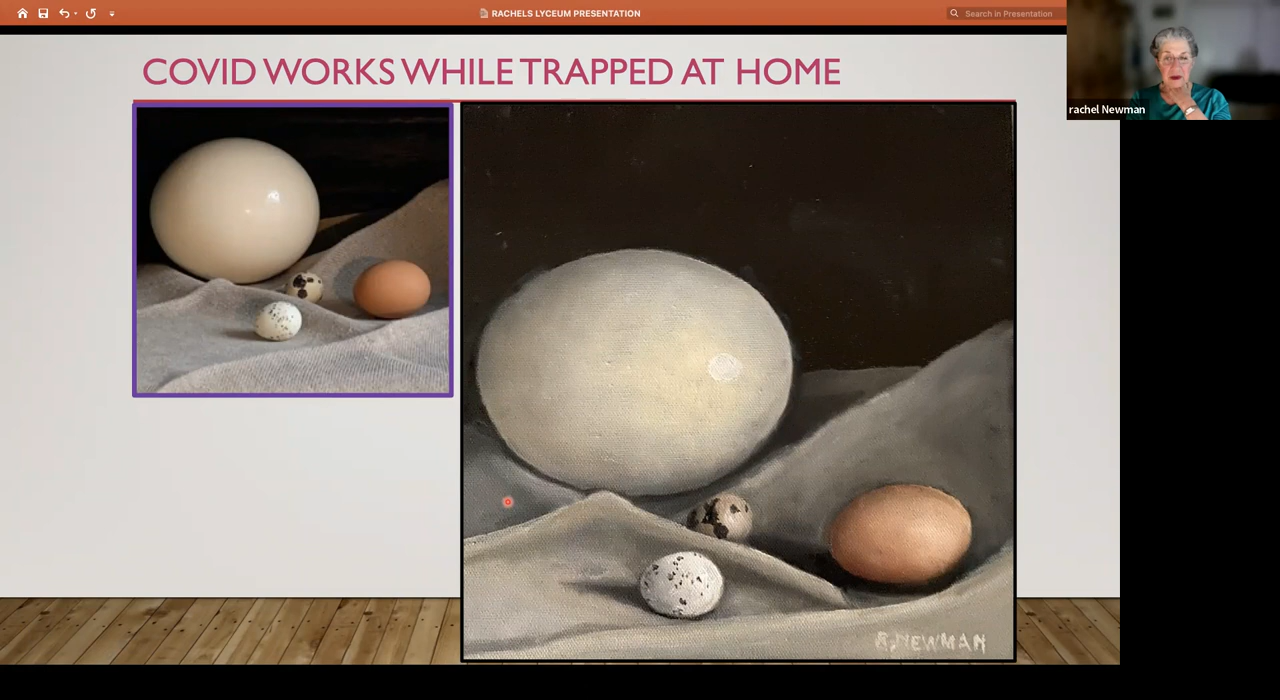 RACHELS LYCEUM PRESENTATION
Search in Presentation
COVID WORKS WHILE TRAPPED AT HOME
rachel Newman
R.NEWMAN